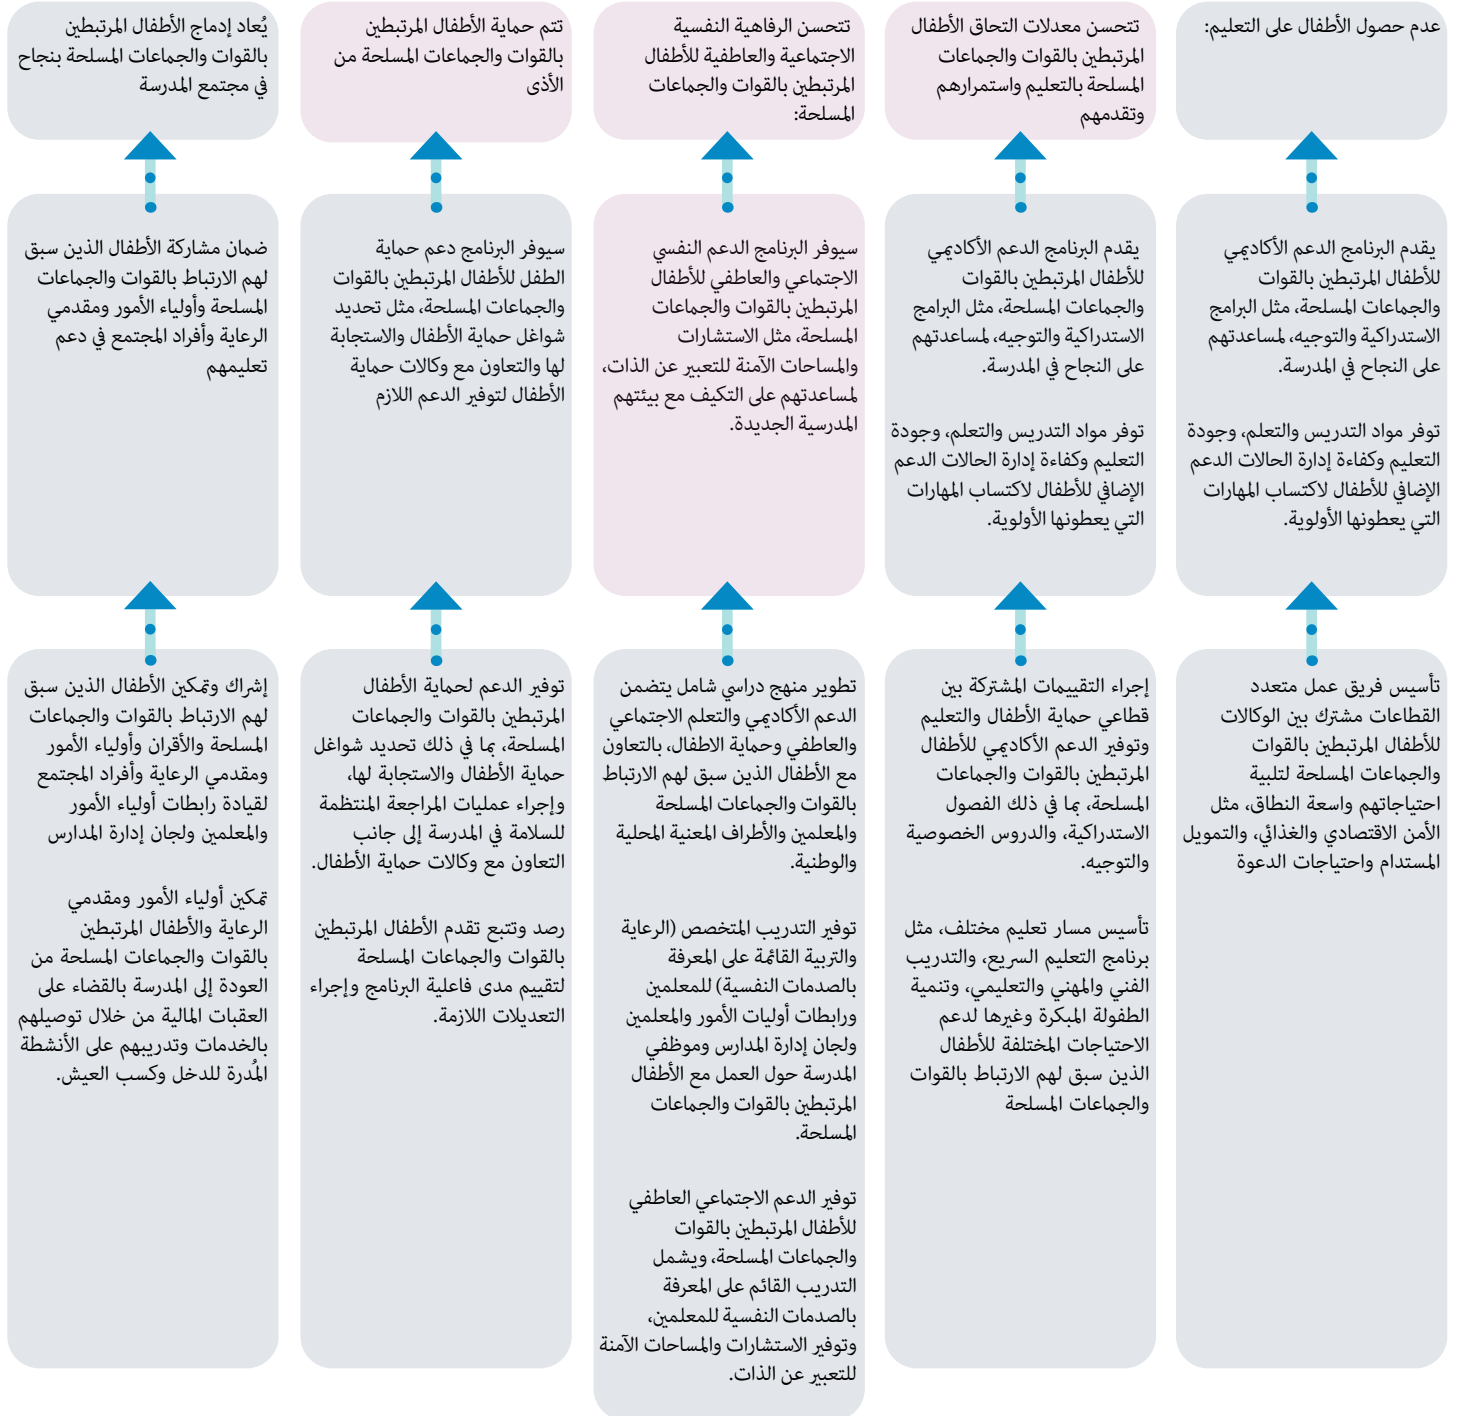 عدم حصول الأطفال على التعليم:
تتحسن معدلات التحاق الأطفال
المرتبطين بالقوات والجماعات
المسلحة بالتعليم واستمرارهم
وتقدمهم
تتحسن الرفاهية النفسية
الاجتماعية والعاطفية للأطفال
المرتبطين بالقوات والجماعات
المسلحة:
تتم حماية الأطفال المرتبطين
بالقوات والجماعات المسلحة من
الأذى
يُعاد إدماج الأطفال المرتبطين
بالقوات والجماعات المسلحة بنجاح
في مجتمع المدرسة
يقدم البرنامج الدعم الأكاديمي
للأطفال المرتبطين بالقوات
والجماعات المسلحة، مثل البرامج
الاستدراكية والتوجيه، لمساعدتهم
على النجاح في المدرسة.
توفر مواد التدريس والتعلم، وجودة
التعليم وكفاءة إدارة الحالات الدعم
الإضافي للأطفال لاكتساب المهارات
التي يعطونها الأولوية.
يقدم البرنامج الدعم الأكاديمي
للأطفال المرتبطين بالقوات
والجماعات المسلحة، مثل البرامج
الاستدراكية والتوجيه، لمساعدتهم
على النجاح في المدرسة.
توفر مواد التدريس والتعلم، وجودة
التعليم وكفاءة إدارة الحالات الدعم
الإضافي للأطفال لاكتساب المهارات
التي يعطونها الأولوية.
سيوفر البرنامج الدعم النفسي
الاجتماعي والعاطفي للأطفال
المرتبطين بالقوات والجماعات
المسلحة، مثل الاستشارات
والمساحات الآمنة للتعبير عن الذات،
لمساعدتهم على التكيف مع بيئتهم
المدرسية الجديدة.
سيوفر البرنامج دعم حماية
الطفل للأطفال المرتبطين بالقوات
والجماعات المسلحة، مثل تحديد
شواغل حماية الأطفال والاستجابة
لها والتعاون مع وكالات حماية
الأطفال لتوفير الدعم اللازم
ضمان مشاركة الأطفال الذين سبق
لهم الارتباط بالقوات والجماعات
المسلحة وأولياء الأمور ومقدمي
الرعاية وأفراد المجتمع في دعم
تعليمهم
تأسيس فريق عمل متعدد
القطاعات مشترك بين الوكالات
للأطفال المرتبطين بالقوات
والجماعات المسلحة لتلبية
احتياجاتهم واسعة النطاق، مثل
الأمن الاقتصادي والغذائي، والتمويل
المستدام واحتياجات الدعوة
إجراء التقييمات المشتركة بين
قطاعي حماية الأطفال والتعليم
وتوفير الدعم الأكاديمي للأطفال
المرتبطين بالقوات والجماعات
المسلحة، بما في ذلك الفصول
الاستدراكية، والدروس الخصوصية
والتوجيه.
تأسيس مسار تعليم مختلف، مثل
برنامج التعليم السريع، والتدريب
الفني والمهني والتعليمي، وتنمية
الطفولة المبكرة وغيرها لدعم
الاحتياجات المختلفة للأطفال
الذين سبق لهم الارتباط بالقوات
والجماعات المسلحة
تطوير منهج دراسي شامل يتضمن
الدعم الأكاديمي والتعلم الاجتماعي
والعاطفي وحماية الاطفال، بالتعاون
مع الأطفال الذين سبق لهم الارتباط
بالقوات والجماعات المسلحة
والمعلمين والأطراف المعنية المحلية
والوطنية.
توفير التدريب المتخصص (الرعاية
والتربية القائمة على المعرفة
بالصدمات النفسية) للمعلمين
ورابطات أوليات الأمور والمعلمين
ولجان إدارة المدارس وموظفي
المدرسة حول العمل مع الأطفال
المرتبطين بالقوات والجماعات
المسلحة.
توفير الدعم الاجتماعي العاطفي
للأطفال المرتبطين بالقوات
والجماعات المسلحة، ويشمل
التدريب القائم على المعرفة
بالصدمات النفسية للمعلمين،
وتوفير الاستشارات والمساحات الآمنة
للتعبير عن الذات.
توفير الدعم لحماية الأطفال
المرتبطين بالقوات والجماعات
المسلحة، بما في ذلك تحديد شواغل
حماية الأطفال والاستجابة لها،
وإجراء عمليات المراجعة المنتظمة
للسلامة في المدرسة إلى جانب
التعاون مع وكالات حماية الأطفال.
رصد وتتبع تقدم الأطفال المرتبطين
بالقوات والجماعات المسلحة
لتقييم مدى فاعلية البرنامج وإجراء
التعديلات اللازمة.
إشراك وتمكين الأطفال الذين سبق
لهم الارتباط بالقوات والجماعات
المسلحة والأقران وأولياء الأمور
ومقدمي الرعاية وأفراد المجتمع
لقيادة رابطات أولياء الأمور
والمعلمين ولجان إدارة المدارس
تمكين أولياء الأمور ومقدمي
الرعاية والأطفال المرتبطين
بالقوات والجماعات المسلحة من
العودة إلى المدرسة بالقضاء على
العقبات المالية من خلال توصيلهم
بالخدمات وتدريبهم على الأنشطة
المُدرة للدخل وكسب العيش.